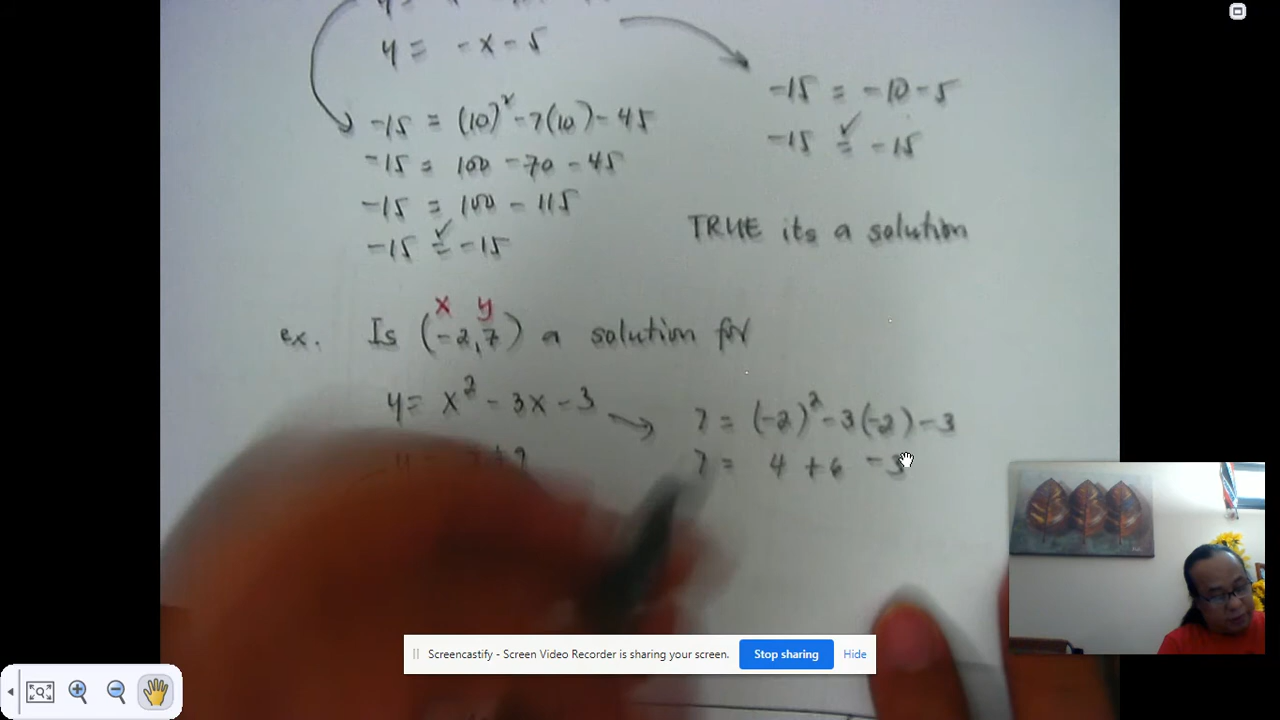 y = -x-5
-15 = (10)² - 7(10) - 45
-15 = 100 - 70 - 45
-15 = 100 - 115
-15 = -15
-15 = -10-5
-15 = -15
TRUE its a solution
x y
ex. Is (-2,7) a solution for
y = x² - 3x - 3
7 = (-2)² - 3(-2) - 3
7 = 4 + 6 - 3
Screencastify - Screen Video Recorder is sharing your screen.
Stop sharing
Hide